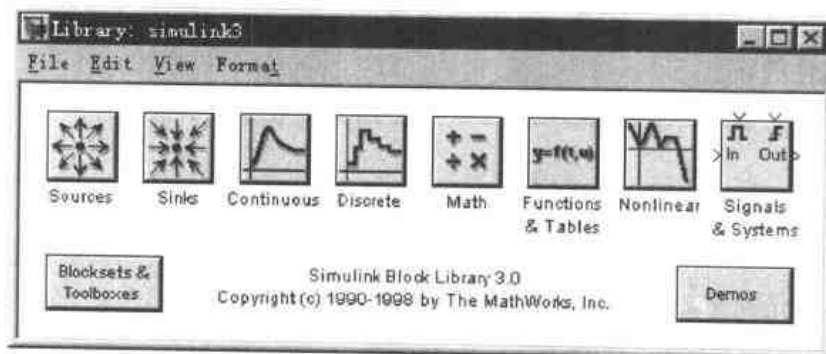 Library: simulink3
File Edit View Format
y=f(t,u)
In Out
Sources Sinks Continuous Discrete Math Functions & Tables Nonlinear Signals & Systems
Blocksets & Toolboxes
Simulink Block Library 3.0
Copyright (c) 1990-1998 by The MathWorks, Inc.
Demos